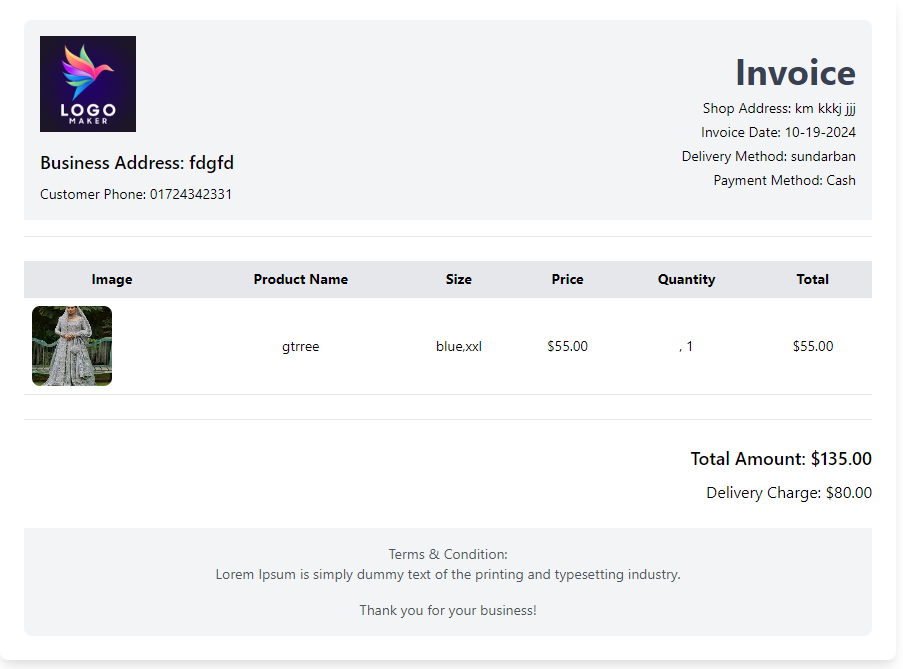 LOGO
MAKER
Invoice
Shop Address: km kkkj jjj
Invoice Date: 10-19-2024
Delivery Method: sundarban
Payment Method: Cash
Business Address: fdgfd
Customer Phone: 01724342331
Image Product Name Size Price Quantity Total
gtrree blue,xxl $55.00 , 1 $55.00
Total Amount: $135.00
Delivery Charge: $80.00
Terms & Condition:
Lorem Ipsum is simply dummy text of the printing and typesetting industry.
Thank you for your business!